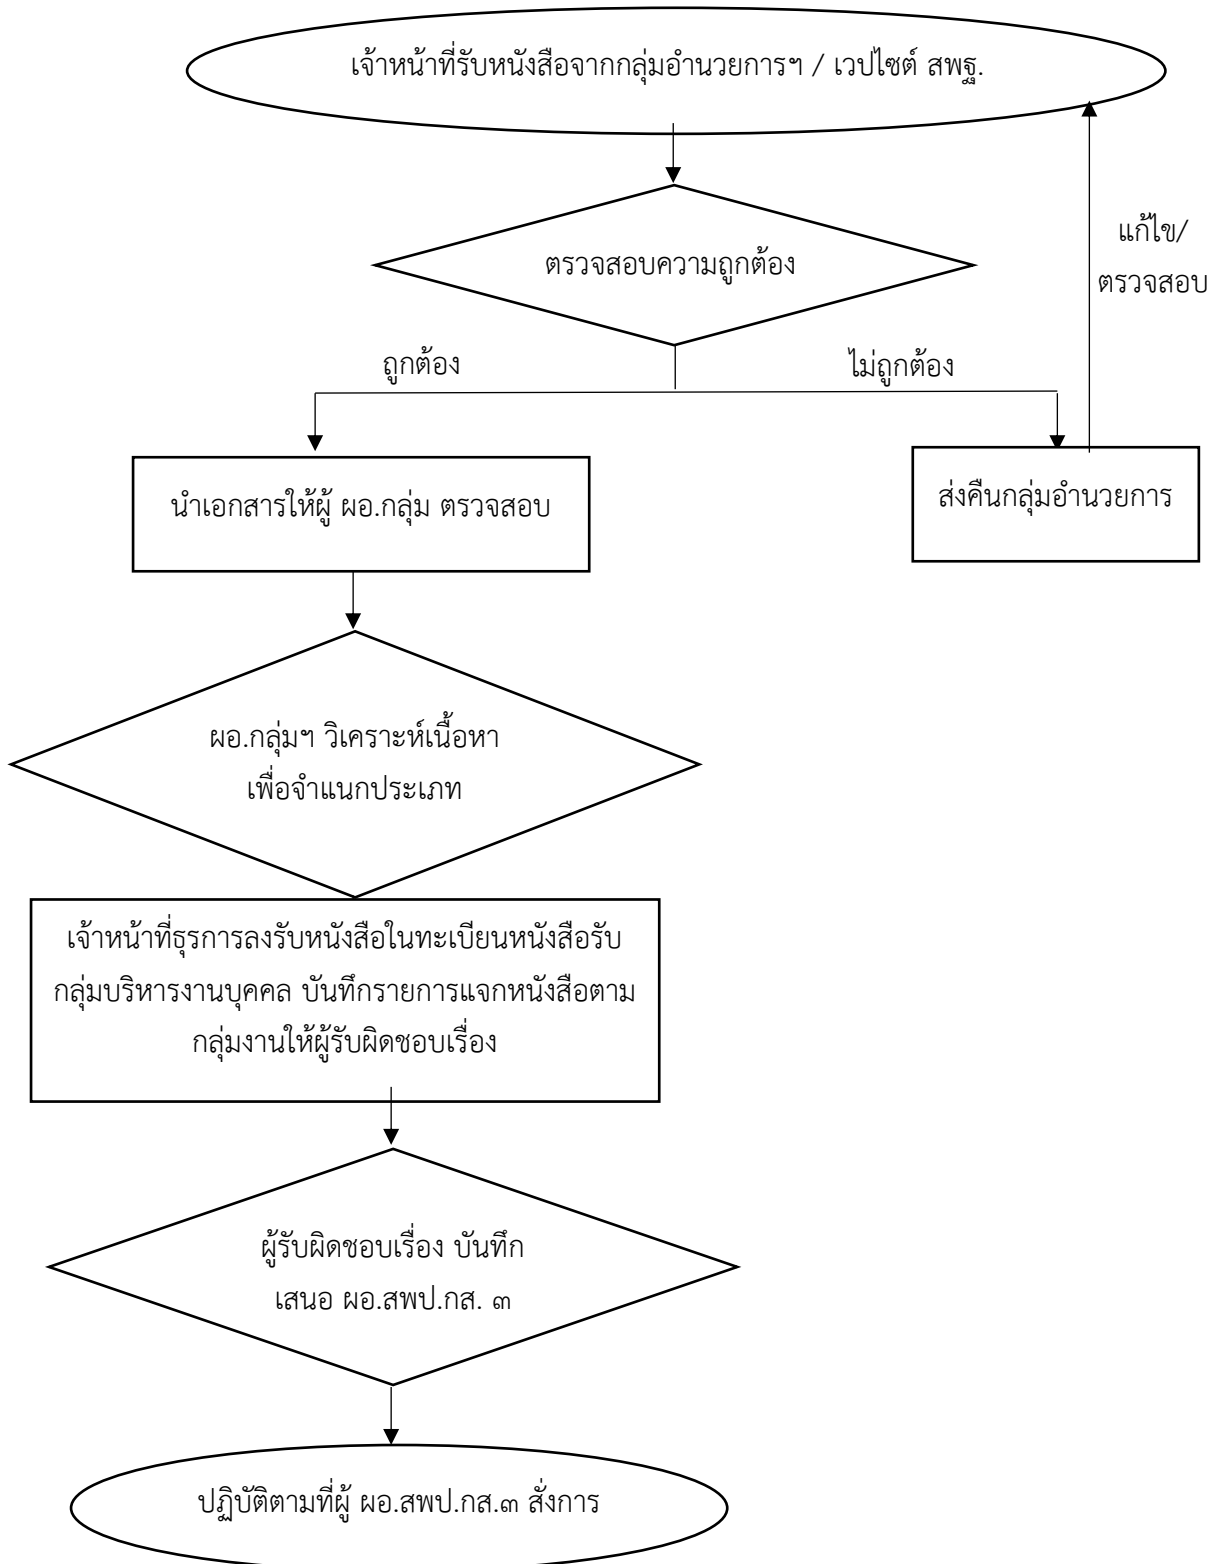 เจ้าหน้าที่รับหนังสือจากกลุ่มอำนวยการฯ / เวปไซต์ สพฐ.
แก้ไข/
ตรวจสอบ
ตรวจสอบความถูกต้อง
ถูกต้อง
ไม่ถูกต้อง
นำเอกสารให้ผู้ ผอ.กลุ่ม ตรวจสอบ
ส่งคืนกลุ่มอำนวยการ
ผอ.กลุ่มฯ วิเคราะห์เนื้อหา
เพื่อจำแนกประเภท
เจ้าหน้าที่ธุรการลงรับหนังสือในทะเบียนหนังสือรับ
กลุ่มบริหารงานบุคคล บันทึกรายการแจกหนังสือตาม
กลุ่มงานให้ผู้รับผิดชอบเรื่อง
ผู้รับผิดชอบเรื่อง บันทึก
เสนอ ผอ.สพป.กส. ๓
ปฏิบัติตามที่ผู้ ผอ.สพป.กส.๓ สั่งการ